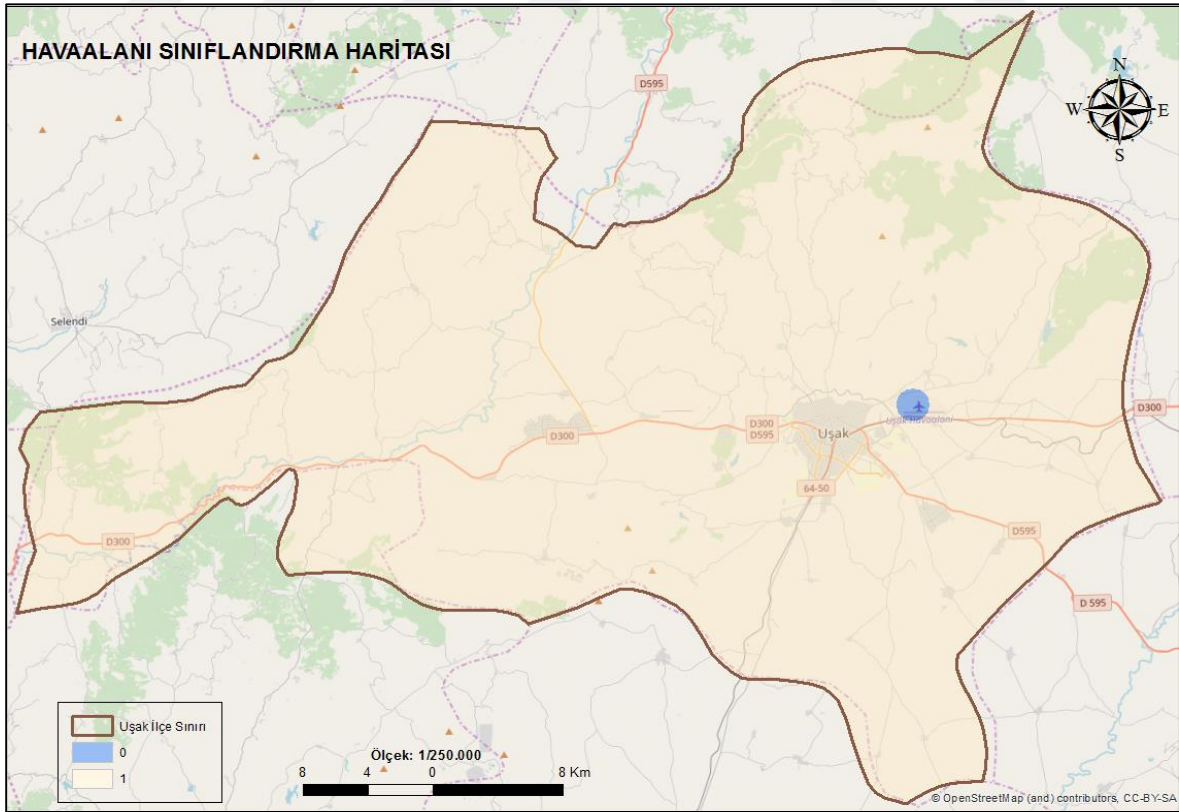 HAVAALANI SINIFLANDIRMA HARİTASI
D595
N
W E
S
Selendi
D300
D300
D595
Uşak
Uşak Havaalanı
D300
64-50
D300
D595
D 595
Uşak İlçe Sınırı
0
1
Ölçek: 1/250.000
8 4 0 8 Km
© OpenStreetMap (and) contributors, CC-BY-SA